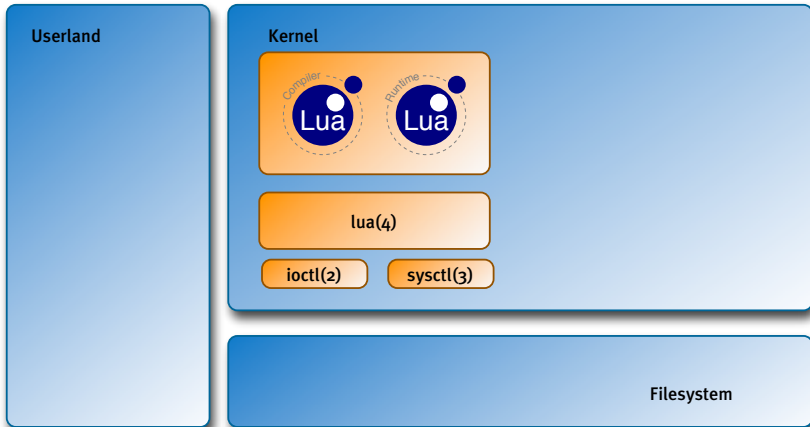 Userland
Kernel
Compiler
Lua
Runtime
Lua
lua(4)
ioctl(2)
sysctl(3)
Filesystem